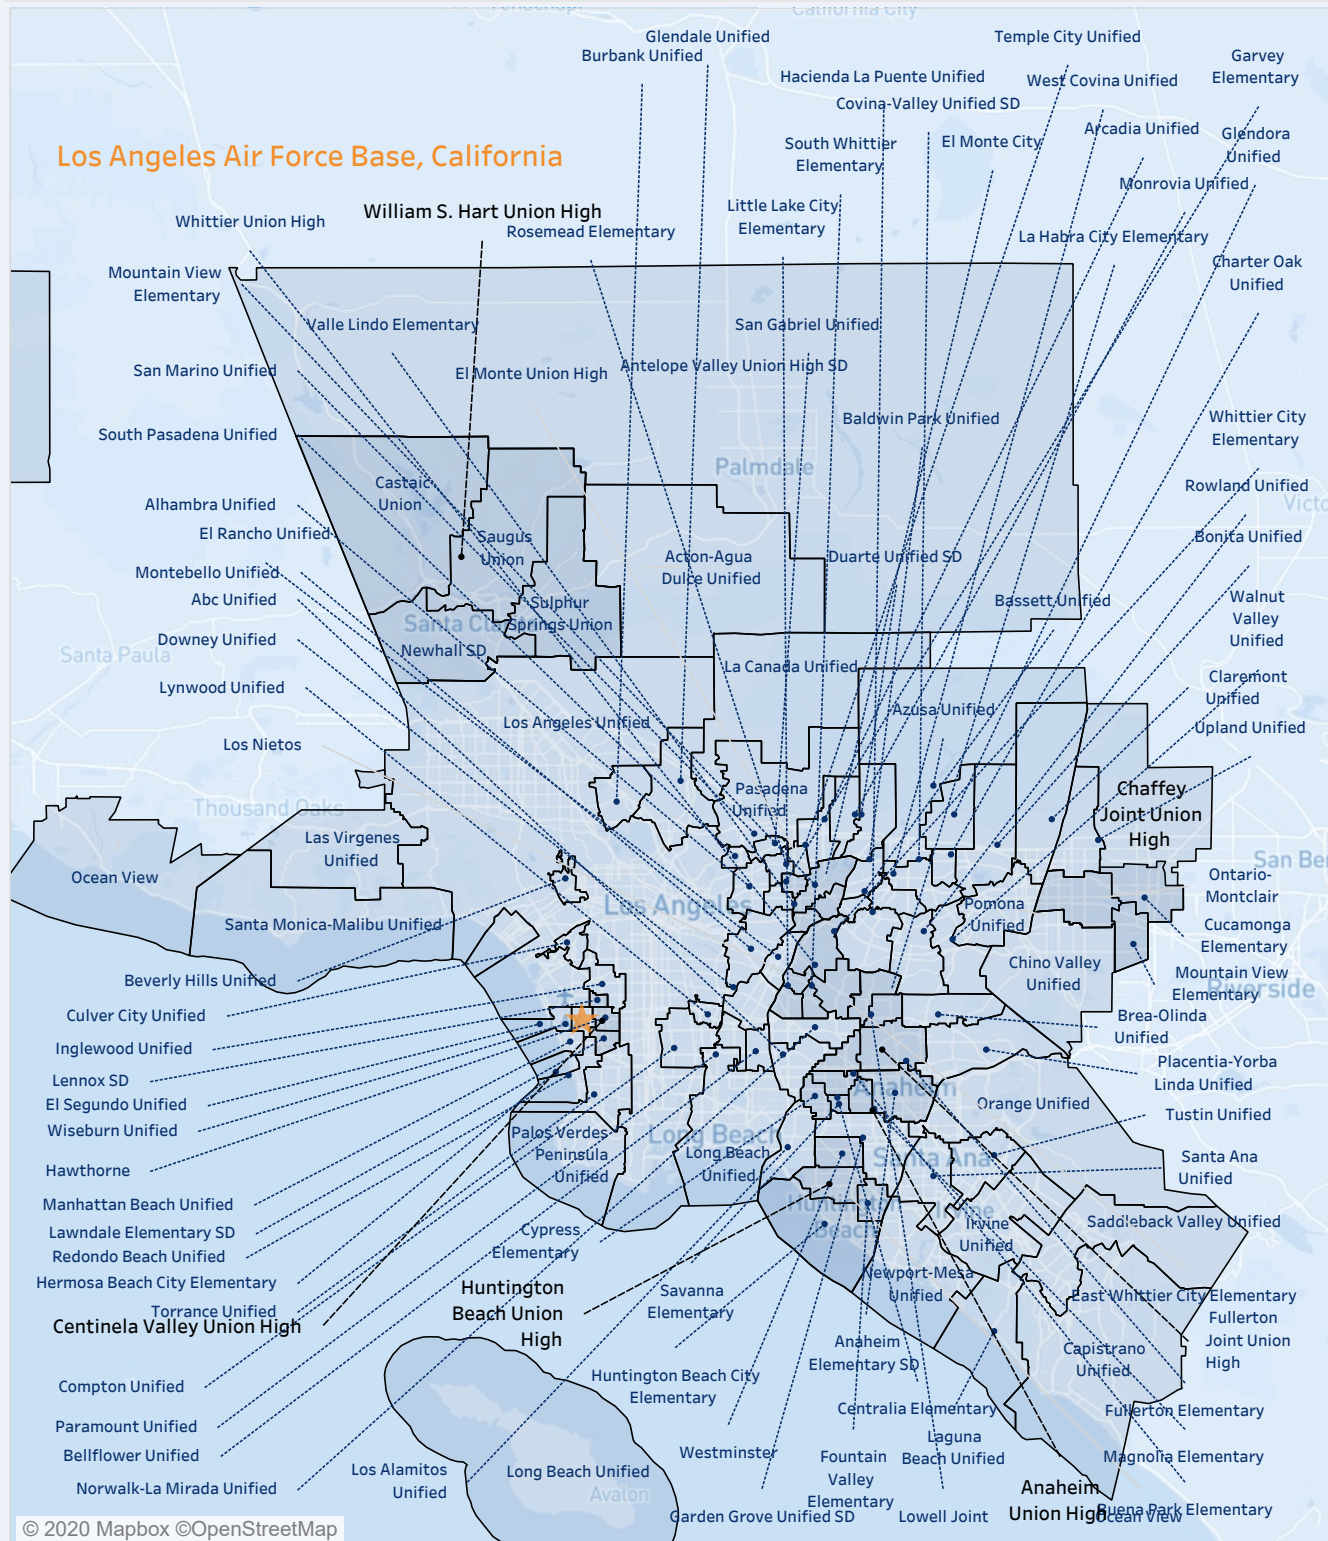 California City
Glendale Unified
Burbank Unified
Temple City Unified
Garvey
Elementary
Hacienda La Puente Unified
West Covina Unified
Covina-Valley Unified SD
Arcadia Unified
Glendora
Unified
South Whittier
Elementary
El Monte City
Los Angeles Air Force Base, California
Monrovia Unified
Whittier Union High
William S. Hart Union High
Rosemead Elementary
Little Lake City
Elementary
La Habra City Elementary
Mountain View
Elementary
Charter Oak
Unified
Valle Lindo Elementary
San Gabriel Unified
San Marino Unified
El Monte Union High
Antelope Valley Union High SD
South Pasadena Unified
Baldwin Park Unified
Whittier City
Elementary
Palmdale
Castaic
Union
Rowland Unified
Alhambra Unified
Victo
El Rancho Unified
Saugus
Union
Bonita Unified
Acton-Agua
Dulce Unified
Duarte Unified SD
Montebello Unified
Abc Unified
Sulphur
Springs Union
Bassett Unified
Walnut
Valley
Unified
Santa Cla
Downey Unified
Newhall SD
Santa Paula
La Canada Unified
Lynwood Unified
Claremont
Unified
Los Angeles Unified
Azusa Unified
Upland Unified
Los Nietos
Pasadena
Unified
Chaffey
Joint Union
High
Thousand Oaks
Las Virgenes
Unified
San Ber
Ocean View
Ontario-
Montclair
Los Angeles
Pomona
Unified
Santa Monica-Malibu Unified
Cucamonga
Elementary
Beverly Hills Unified
Chino Valley
Unified
Mountain View
Elementary
Riverside
Culver City Unified
Brea-Olinda
Unified
Inglewood Unified
Lennox SD
Placentia-Yorba
Linda Unified
El Segundo Unified
Anaheim
Orange Unified
Tustin Unified
Wiseburn Unified
Palos Verdes
Peninsula
Unified
Long Beach
Long Beach
Unified
Santa Ana
Santa Ana
Unified
Hawthorne
Manhattan Beach Unified
Huntington
Beach
Irvine
Irvine
Unified
Saddleback Valley Unified
Lawndale Elementary SD
Cypress
Elementary
Redondo Beach Unified
Newport-Mesa
Unified
Hermosa Beach City Elementary
Huntington
Beach Union
High
Savanna
Elementary
East Whittier City Elementary
Torrance Unified
Centinela Valley Union High
Fullerton
Joint Union
High
Anaheim
Elementary SD
Capistrano
Unified
Compton Unified
Huntington Beach City
Elementary
Centralia Elementary
Fullerton Elementary
Paramount Unified
Bellflower Unified
Westminster
Laguna
Beach Unified
Magnolia Elementary
Norwalk-La Mirada Unified
Los Alamitos
Unified
Long Beach Unified
Avalon
Fountain
Valley
Elementary
Anaheim
Union High
Buena Park Elementary
Ocean View
Garden Grove Unified SD
Lowell Joint
© 2020 Mapbox ©OpenStreetMap